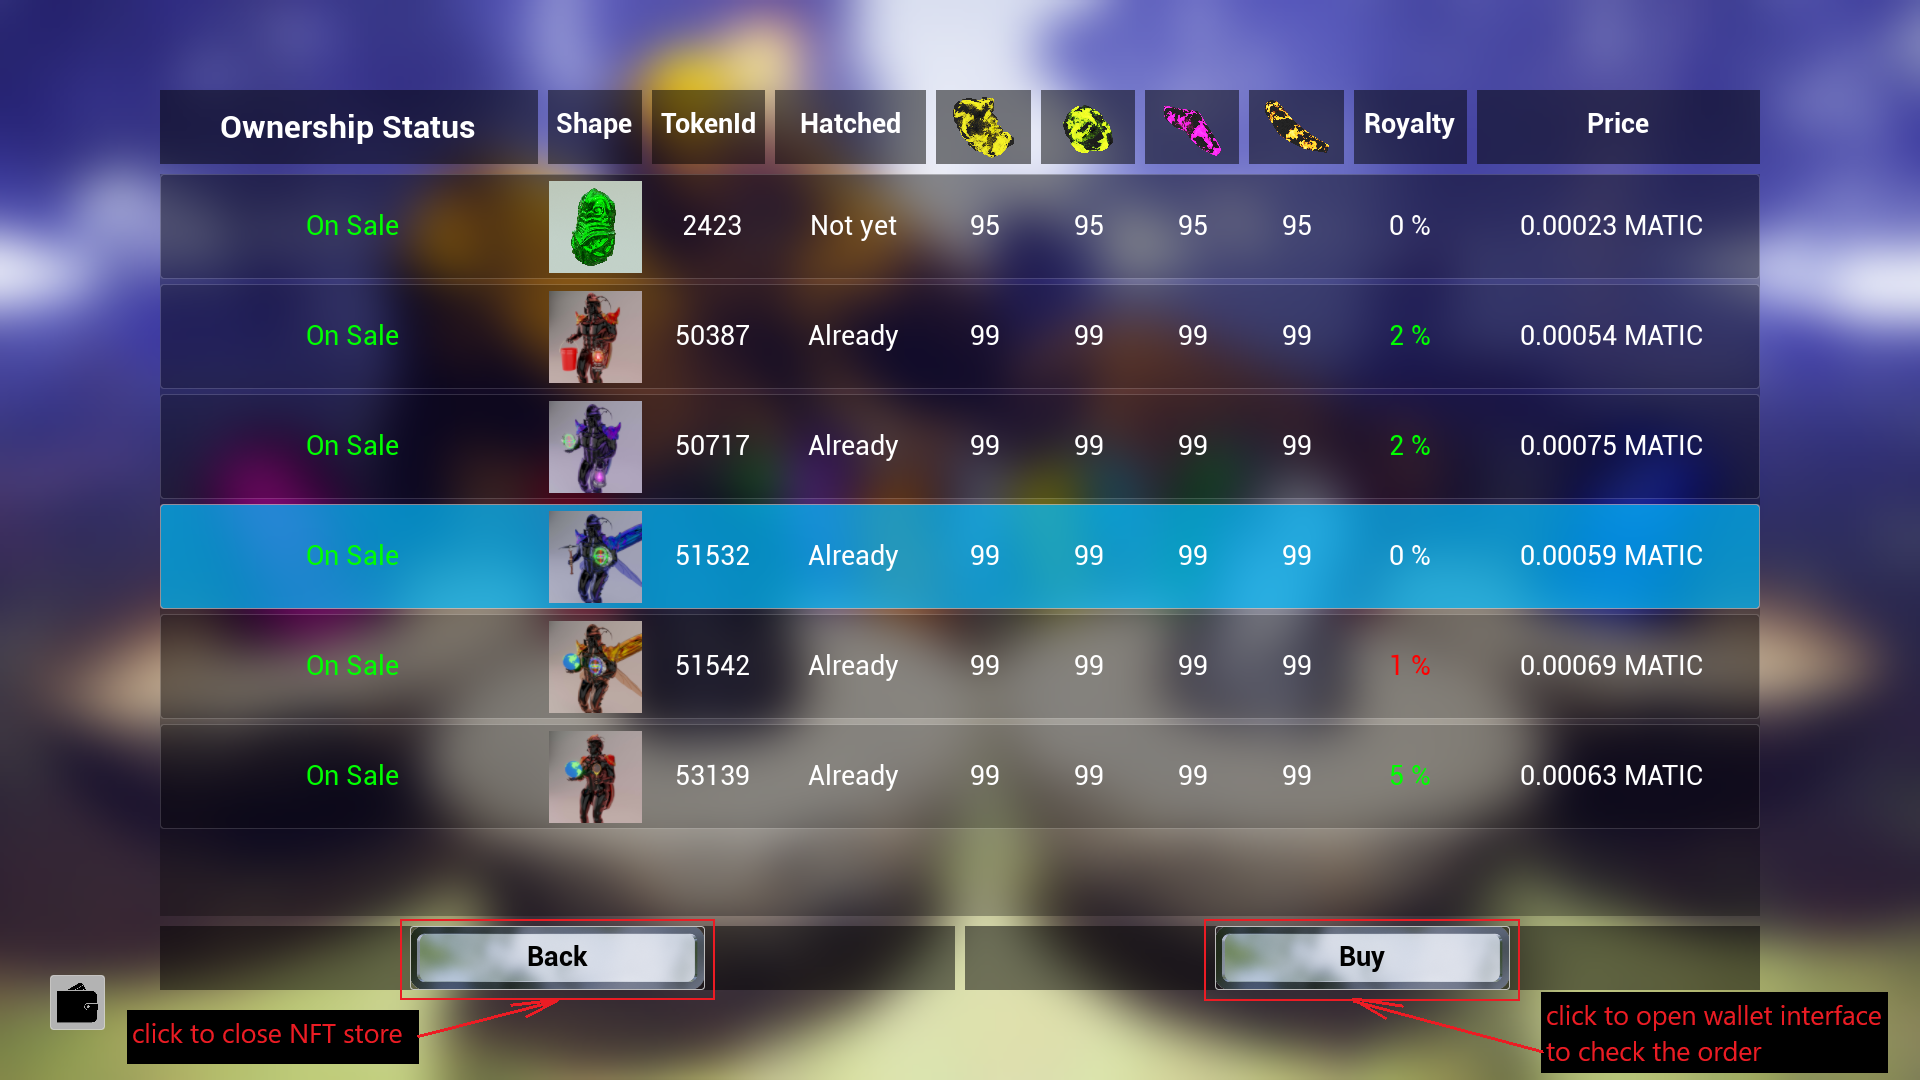 Ownership Status Shape TokenId Hatched Royalty Price
On Sale 2423 Not yet 95 95 95 95 0 % 0.00023 MATIC
On Sale 50387 Already 99 99 99 99 2 % 0.00054 MATIC
On Sale 50717 Already 99 99 99 99 2 % 0.00075 MATIC
On Sale 51532 Already 99 99 99 99 0 % 0.00059 MATIC
On Sale 51542 Already 99 99 99 99 1 % 0.00069 MATIC
On Sale 53139 Already 99 99 99 99 5 % 0.00063 MATIC
Back Buy
click to close NFT store
click to open wallet interface
to check the order